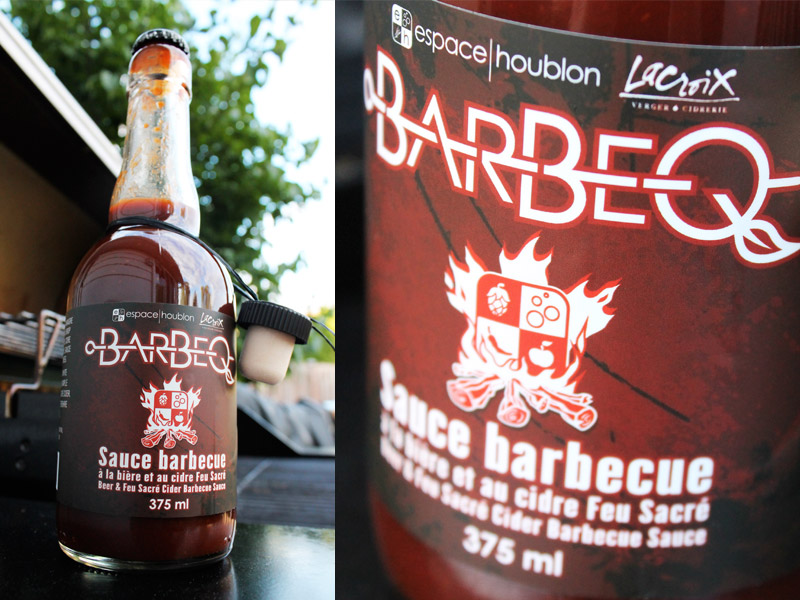 espace|houblon LaCroix
BARBEQ
Sauce barbecue
à la bière et au cidre Feu Sacré
Beer & Feu Sacré Cider Barbecue Sauce
375 ml
espace|houblon LaCroix
VERGER CIDRERIE
BARBEQ
Sauce barbecue
à la bière et au cidre Feu Sacré
Beer & Feu Sacré Cider Barbecue Sauce
375 ml